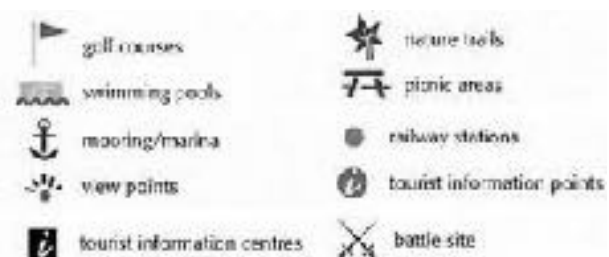 golf courses
swimming pools
mooring/marina
view points
i tourist information centres
nature trails
picnic areas
railway stations
i tourist information points
battle site